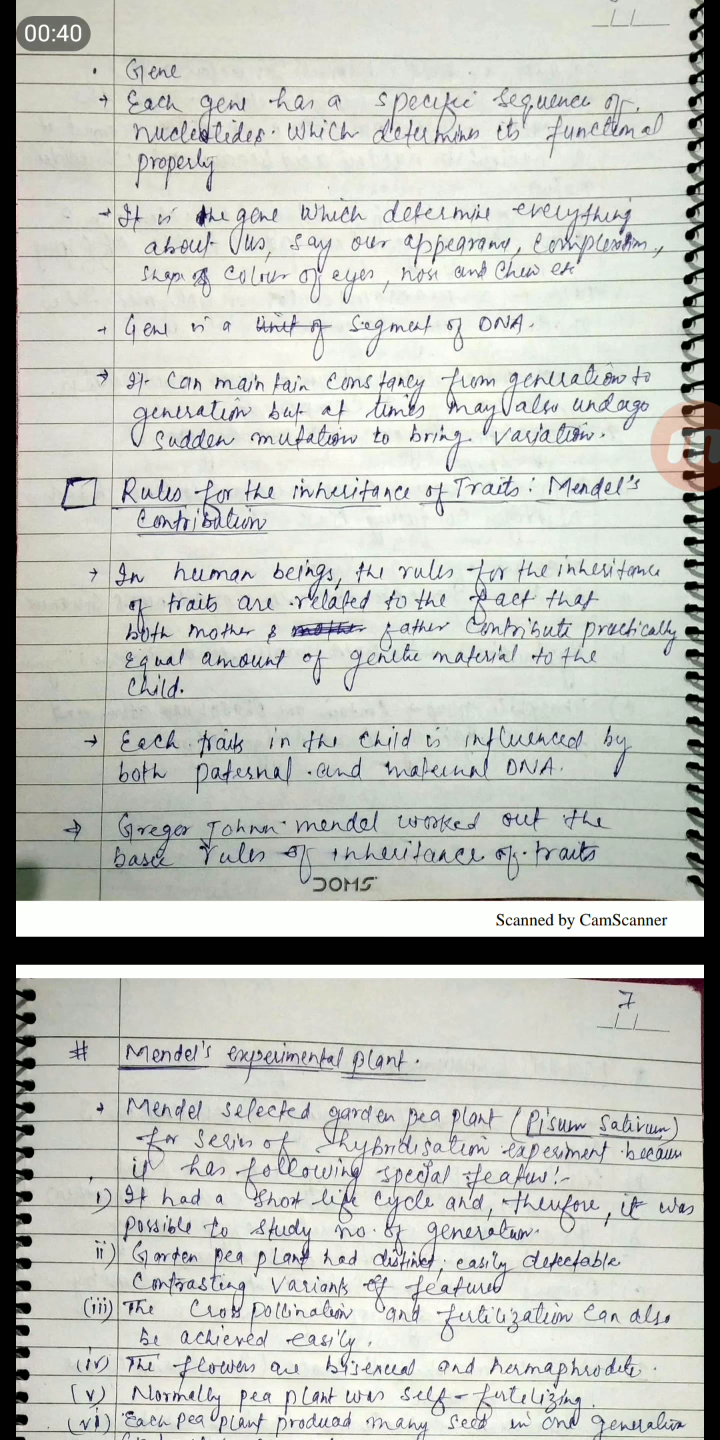 00:40
• Gene
→ Each gene has a specific sequence of
nucleotides. which determines its functional
property
→ It is the gene which determine everything
about us, say our appearance, complexion,
shape of colour of eyes, nose and
→ Gene is a unit of segment of DNA.
→ It can maintain constancy from generation to
generation but at times may also undergo
sudden mutation to bring variation.
Rules for the inheritance of Traits: Mendel's
Contribution
→ In human beings, the rules for the inheritance
of traits are related to the fact that
both mother & mother father contribute practically
equal amount of genetic material to the
child.
→ Each traits in the child is influenced by
both paternal and maternal DNA.
→ Gregor Johnn mendel worked out the
basic rules of inheritance of traits
DOMS
Scanned by CamScanner
7
# Mendel's experimental plant.
→ Mendel selected garden pea plant (Pisum Sativum)
for series of hybridisation experiment because
it has following special feature:-
i) It had a short life cycle and, therefore, it was
possible to study no. of generation.
ii) Garden pea plant had distinct, easily detectable
contrasting variants of features
(iii) The cross pollination and fertilization can also
be achieved easily.
(iv) The flowers are bisexual and hermaphrodite.
(v) Normally pea plant was self-fertilizing.
(vi) Each pea plant produced many seed in one generation